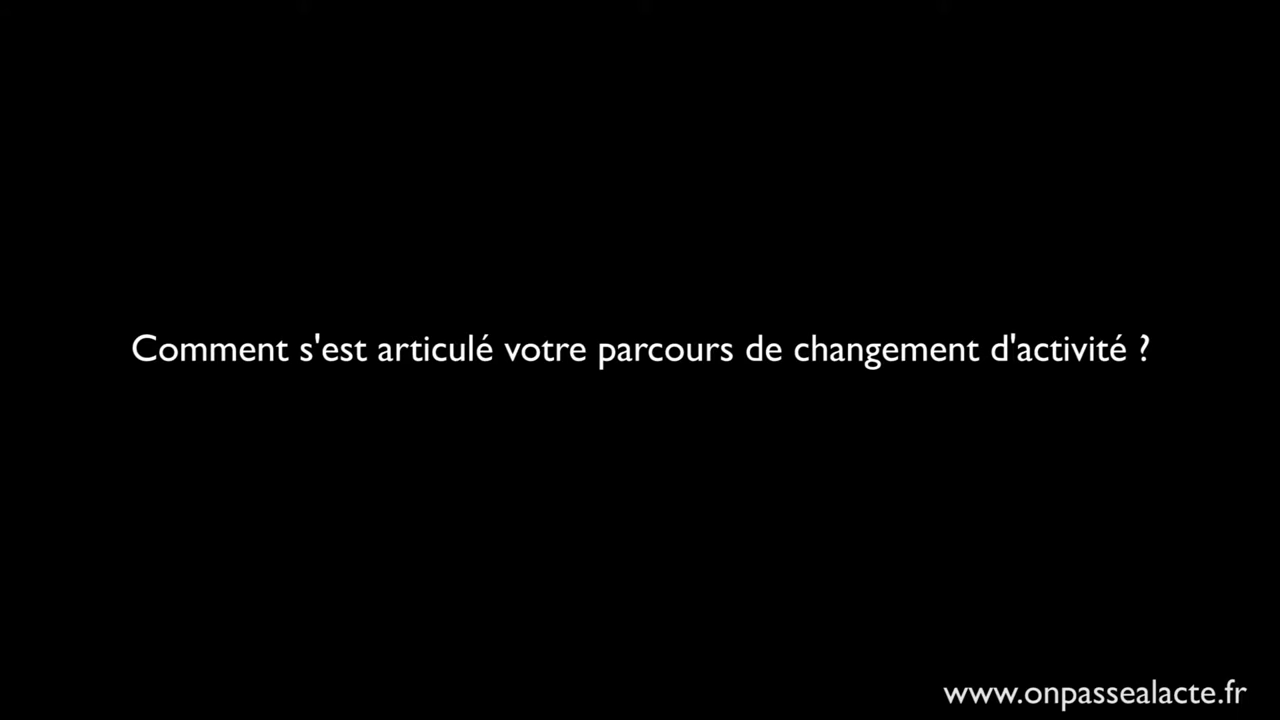 Comment s'est articulé votre parcours de changement d'activité ?
www.onpassealacte.fr